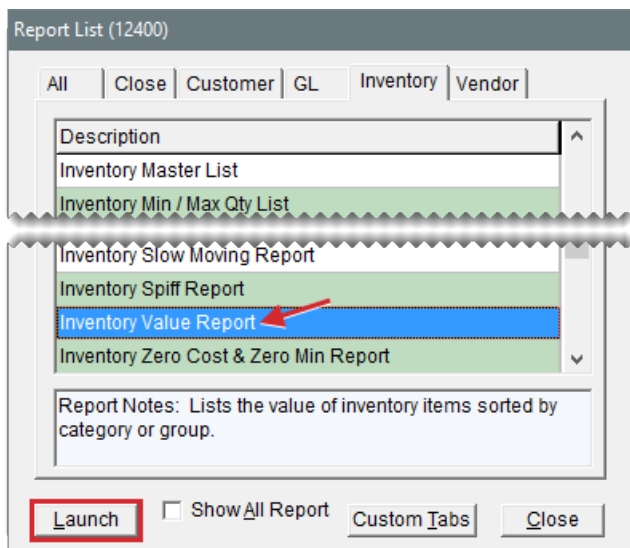 Report List (12400)
All Close Customer GL Inventory Vendor
Description
Inventory Master List
Inventory Min / Max Qty List
Inventory Slow Moving Report
Inventory Spiff Report
Inventory Value Report
Inventory Zero Cost & Zero Min Report
Report Notes: Lists the value of inventory items sorted by
category or group.
Launch Show All Report Custom Tabs Close